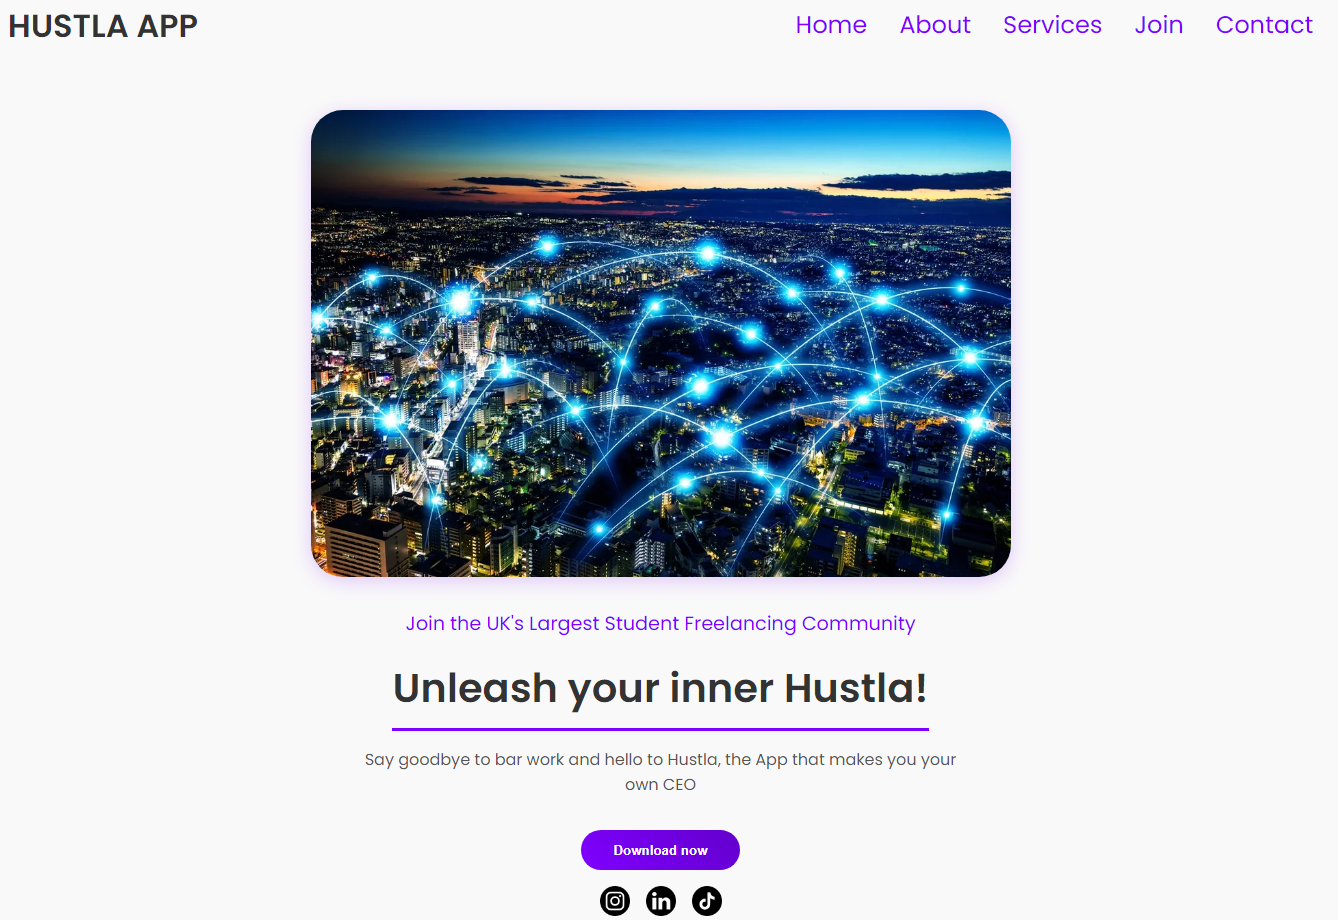 HUSTLA APP
Home About Services Join Contact
Join the UK's Largest Student Freelancing Community
Unleash your inner Hustla!
Say goodbye to bar work and hello to Hustla, the App that makes you your
own CEO
Download now
in